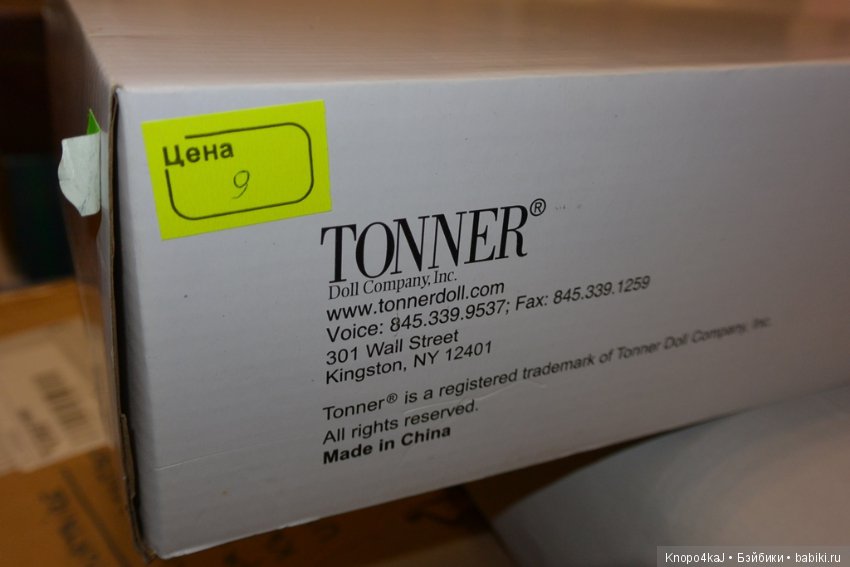 Цена
9
TONNER®
Doll Company, Inc.
www.tonnerdoll.com
Voice: 845.339.9537; Fax: 845.339.1259
301 Wall Street
Kingston, NY 12401
Tonner® is a registered trademark of Tonner Doll Company, Inc.
All rights reserved.
Made in China
Knopo4kaJ • Бэйбики • babiki.ru